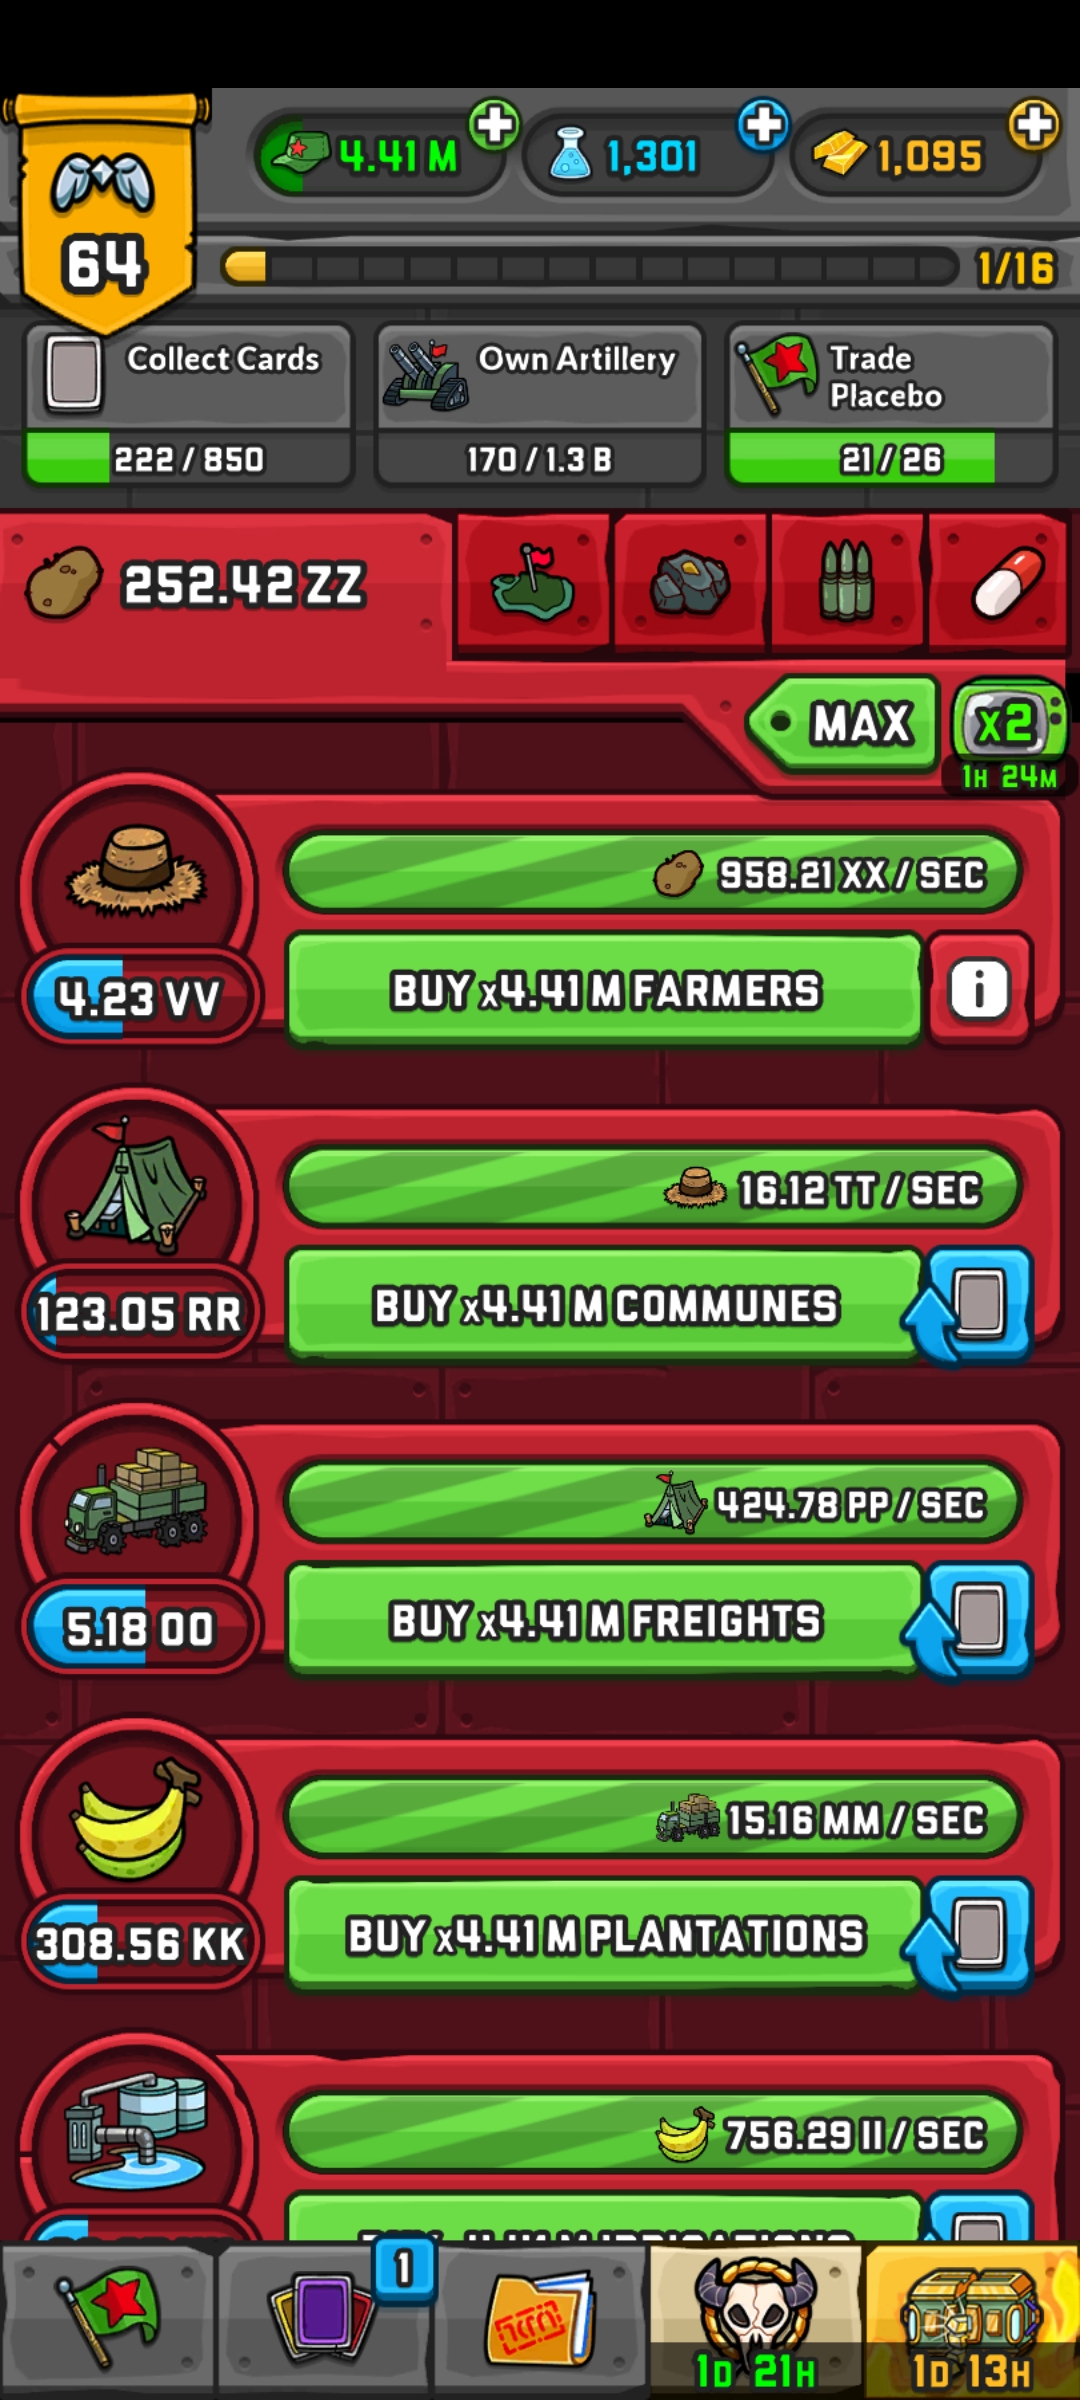 64
4.41 M
1,301
1,095
1/16
Collect Cards
222 / 850
Own Artillery
170 / 1.3 B
Trade
Placebo
21 / 26
252.42 ZZ
MAX
x2
1H 24M
958.21 XX / SEC
4.23 VV
BUY x4.41 M FARMERS
i
16.12 TT / SEC
123.05 RR
BUY x4.41 M COMMUNES
424.78 PP / SEC
5.18 OO
BUY x4.41 M FREIGHTS
15.16 MM / SEC
308.56 KK
BUY x4.41 M PLANTATIONS
756.29 II / SEC
1
1D 21H
1D 13H